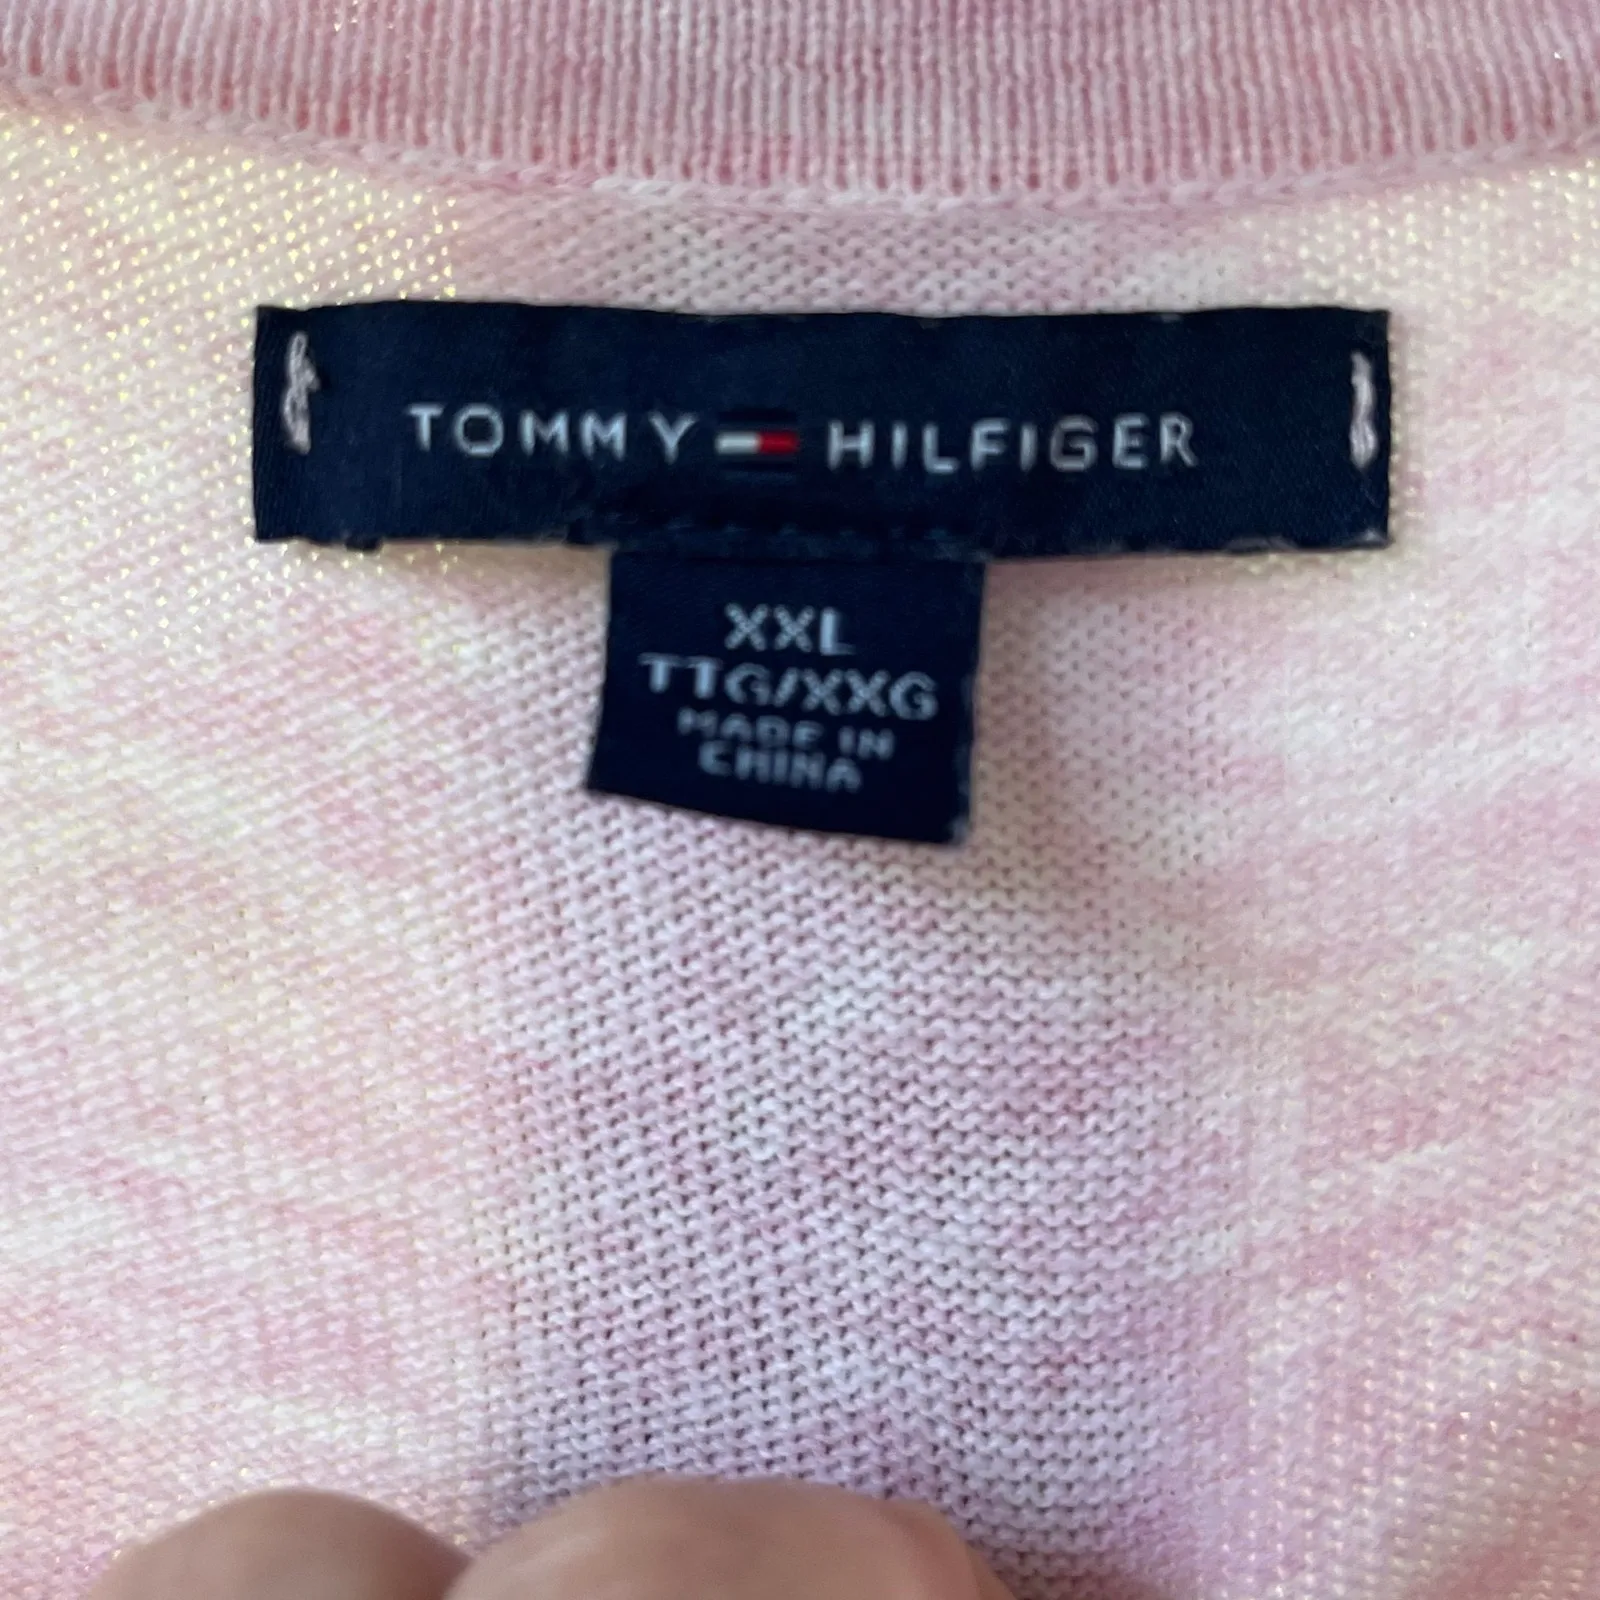 TOMMY HILFIGER
XXL
TTG/XXG
MADE IN
CHINA